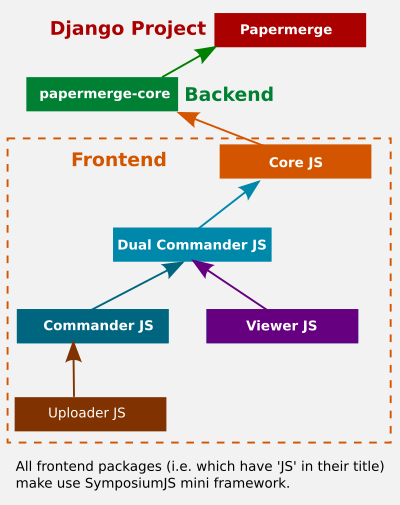 Django Project
Papermerge
papermerge-core
Backend
Frontend
Core JS
Dual Commander JS
Commander JS
Viewer JS
Uploader JS
All frontend packages (i.e. which have 'JS' in their title)
make use SymposiumJS mini framework.